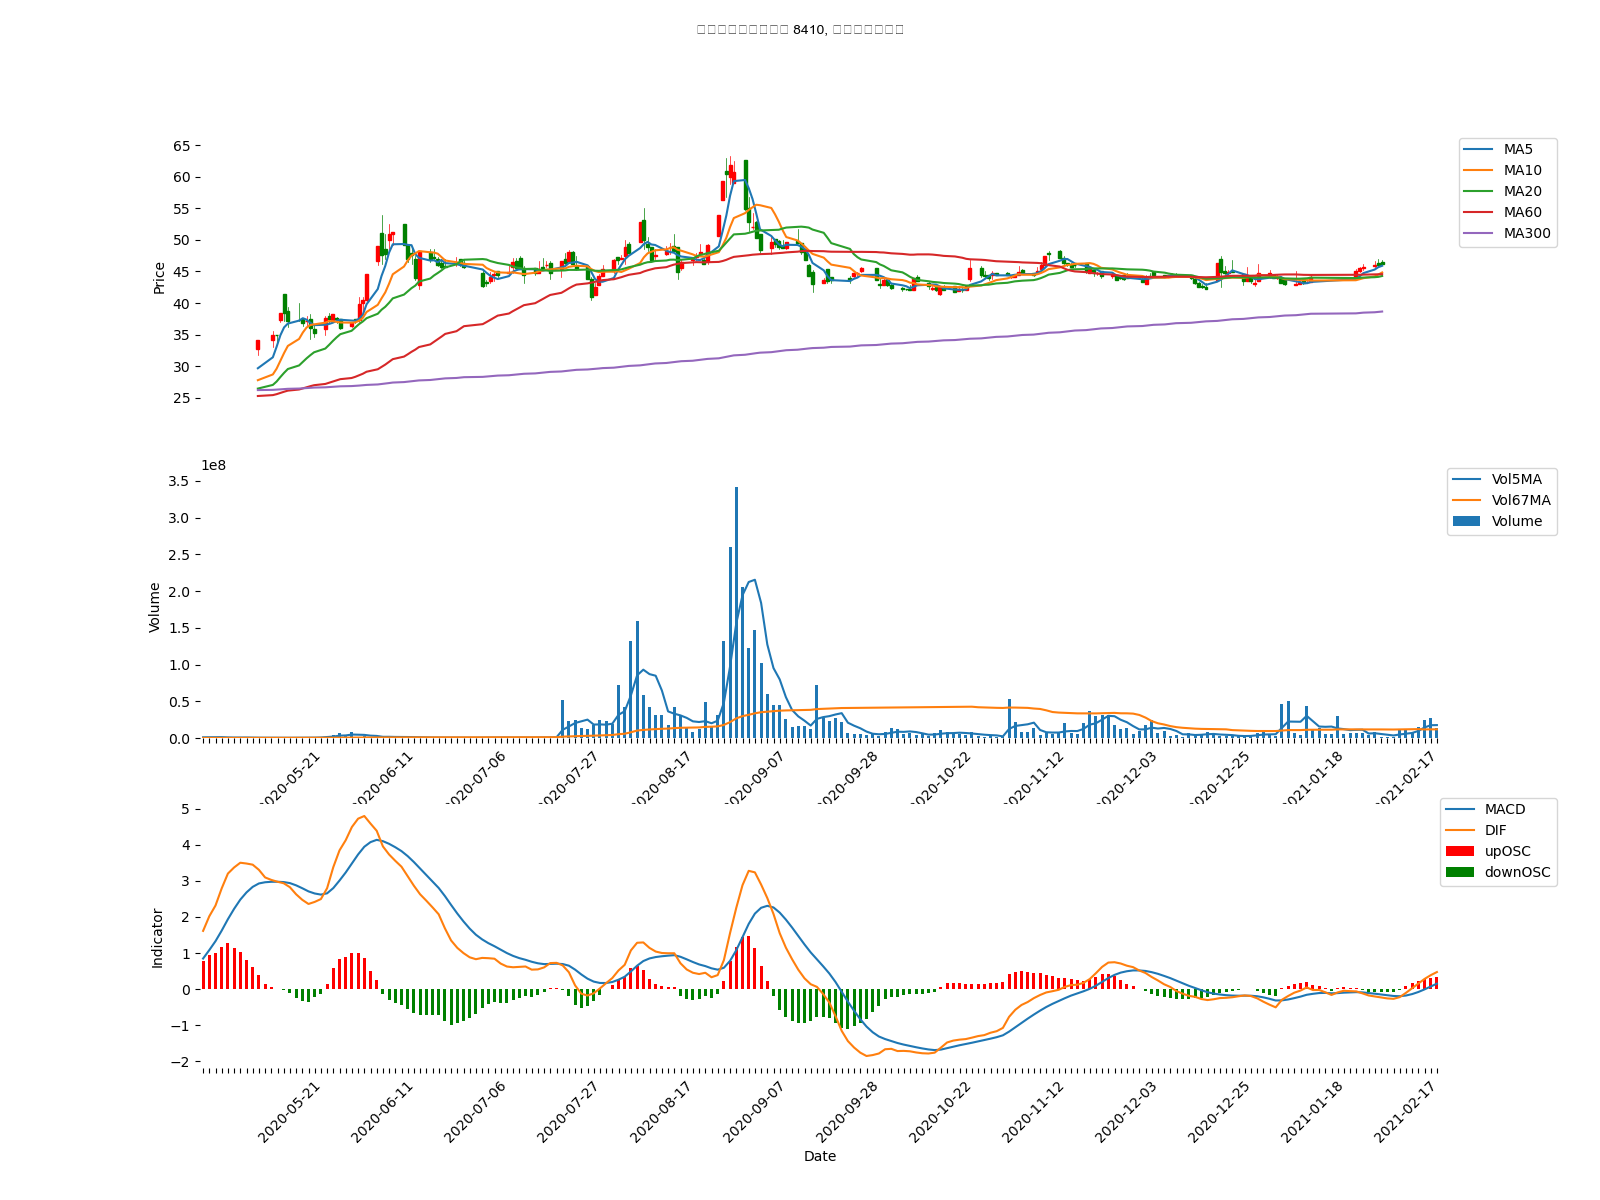 8410,
65
60
55
50
45
40
35
30
25
Price
MA5
MA10
MA20
MA60
MA300
1e8
3.5
3.0
2.5
2.0
1.5
1.0
0.5
0.0
Volume
Vol5MA
Vol67MA
Volume
2020-05-21 2020-06-11 2020-07-06 2020-07-27 2020-08-17 2020-09-07 2020-09-28 2020-10-22 2020-11-12 2020-12-03 2020-12-25 2021-01-18 2021-02-17
5
4
3
2
1
0
−1
−2
Indicator
MACD
DIF
upOSC
downOSC
2020-05-21 2020-06-11 2020-07-06 2020-07-27 2020-08-17 2020-09-07 2020-09-28 2020-10-22 2020-11-12 2020-12-03 2020-12-25 2021-01-18 2021-02-17
Date